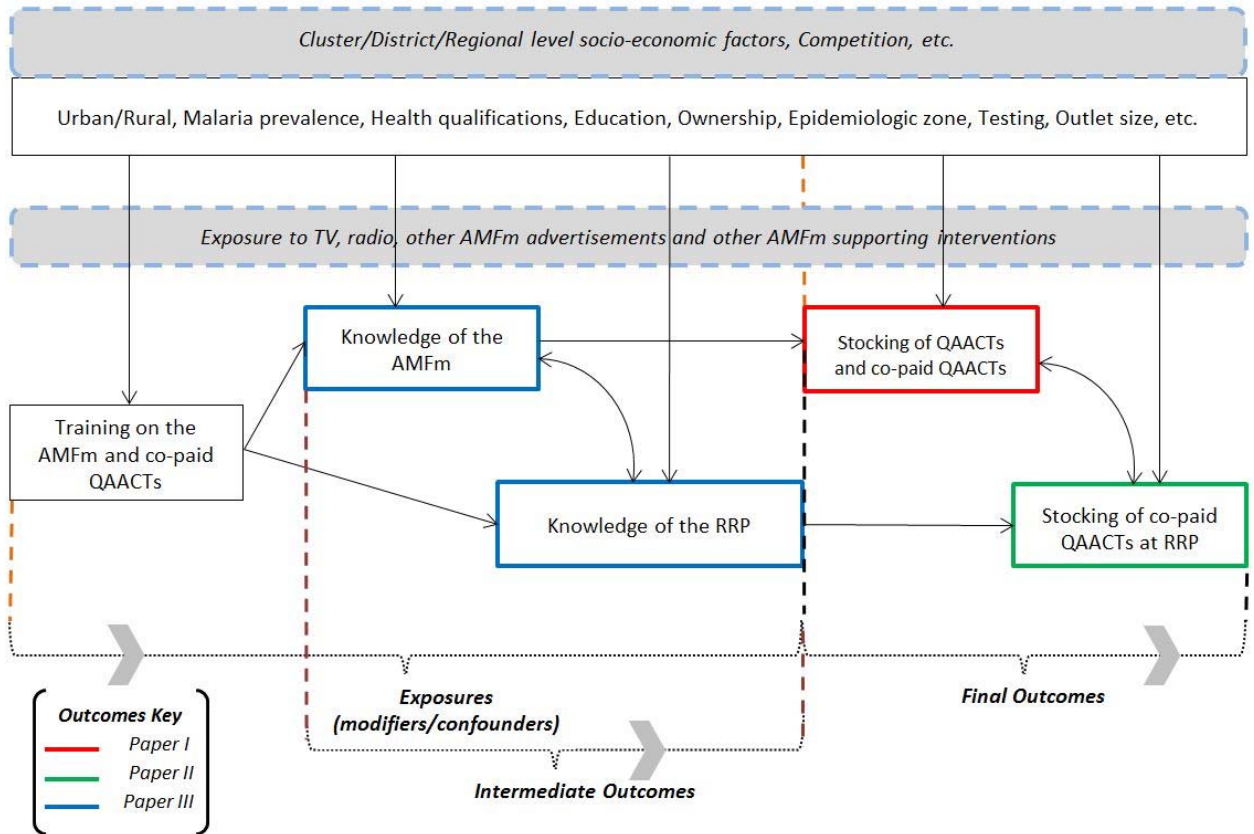 Cluster/District/Regional level socio-economic factors, Competition, etc.
Urban/Rural, Malaria prevalence, Health qualifications, Education, Ownership, Epidemiologic zone, Testing, Outlet size, etc.
Exposure to TV, radio, other AMFm advertisements and other AMFm supporting interventions
Knowledge of the
AMFm
Stocking of QAACTs
and co-paid QAACTs
Training on the
AMFm and co-paid
QAACTs
Knowledge of the RRP
Stocking of co-paid
QAACTs at RRP
Exposures
(modifiers/confounders)
Final Outcomes
Intermediate Outcomes
Outcomes Key
Paper I
Paper II
Paper III